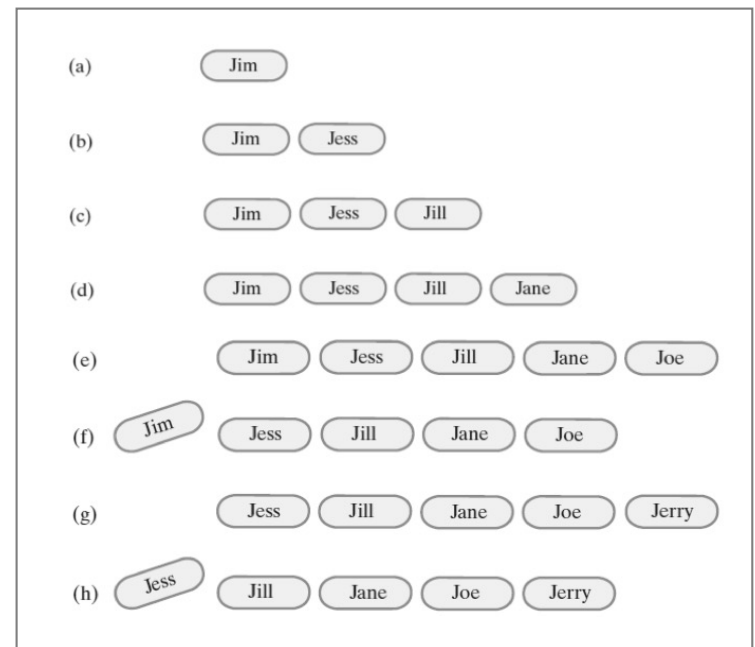 (a) Jim
(b) Jim Jess
(c) Jim Jess Jill
(d) Jim Jess Jill Jane
(e) Jim Jess Jill Jane Joe
(f) Jim Jess Jill Jane Joe
(g) Jess Jill Jane Joe Jerry
(h) Jess Jill Jane Joe Jerry